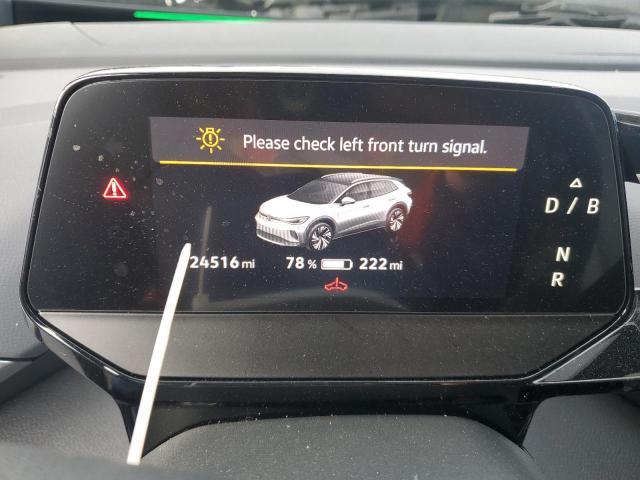 Please check left front turn signal.
24516 mi 78 % 222 mi
D / B
N
R